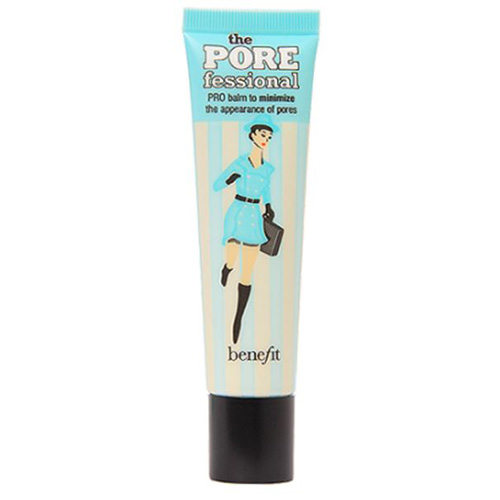 the
PORE
fessional
PRO balm to minimize
the appearance of pores
benefit